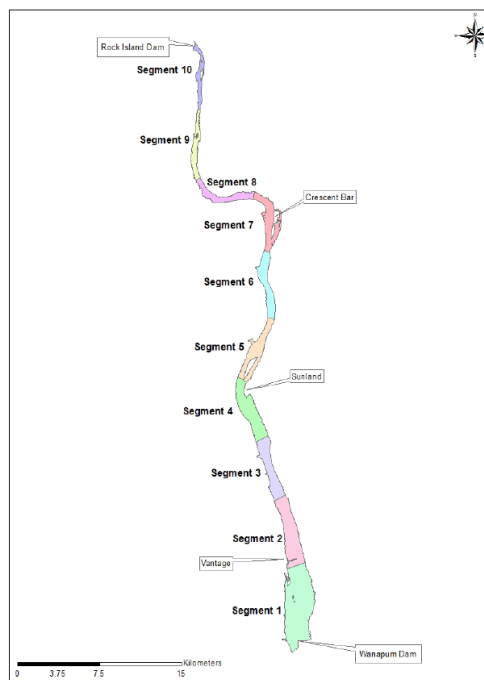 N
Rock Island Dam
Segment 10
Segment 9
Segment 8
Crescent Bar
Segment 7
Segment 6
Segment 5
Sunland
Segment 4
Segment 3
Segment 2
Vantage
Segment 1
Wanapum Dam
Kilometers
0 3.75 7.5 15